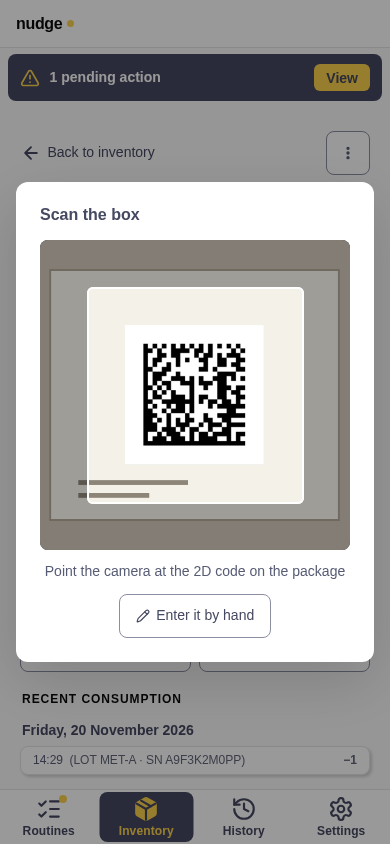 nudge
1 pending action
View
Back to inventory
Scan the box
Point the camera at the 2D code on the package
Enter it by hand
RECENT CONSUMPTION
Friday, 20 November 2026
14:29 (LOT MET-A · SN A9F3K2M0PP) −1
Routines Inventory History Settings